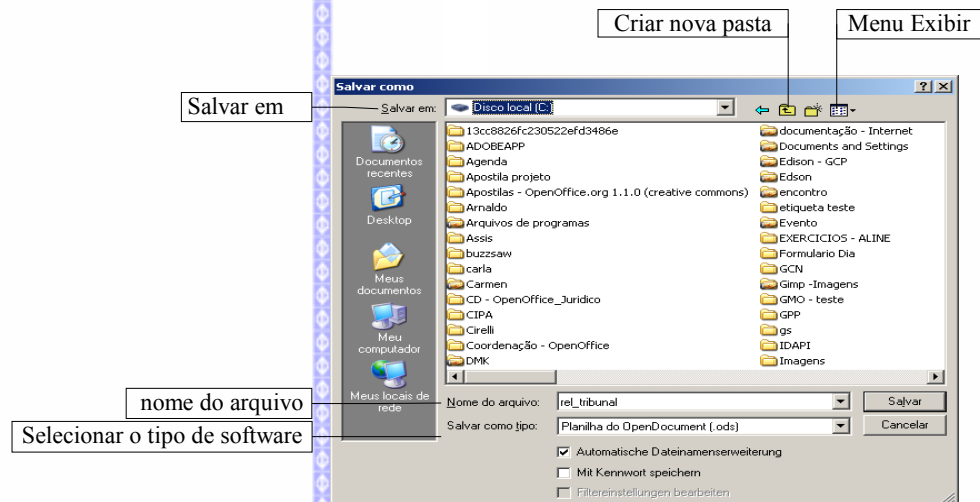 Criar nova pasta
Menu Exibir
Salvar como
Salvar em
Salvar em:
Disco local (C:)
Documentos
recentes
Desktop
Meus
documentos
Meu
computador
Meus locais de
rede
13cc8826fc230522efd3486e
ADOBEAPP
Agenda
Apostila projeto
Apostilas - OpenOffice.org 1.1.0 (creative commons)
Arnaldo
Arquivos de programas
Assis
buzzsaw
carla
Carmen
CD - OpenOffice_Juridico
CIPA
Cirelli
Coordenação - OpenOffice
DMK
documentação - Internet
Documents and Settings
Edison - GCP
Edson
encontro
etiqueta teste
Evento
EXERCICIOS - ALINE
Formulario Dia
GCN
Gimp -Imagens
GMO - teste
GPP
gs
IDAPI
Imagens
nome do arquivo
Nome do arquivo:
rel_tribunal
Salvar
Selecionar o tipo de software
Salvar como tipo:
Planilha do OpenDocument (.ods)
Cancelar
Automatische Dateinamenserweiterung
Mit Kennwort speichern
Filtereinstellungen bearbeiten